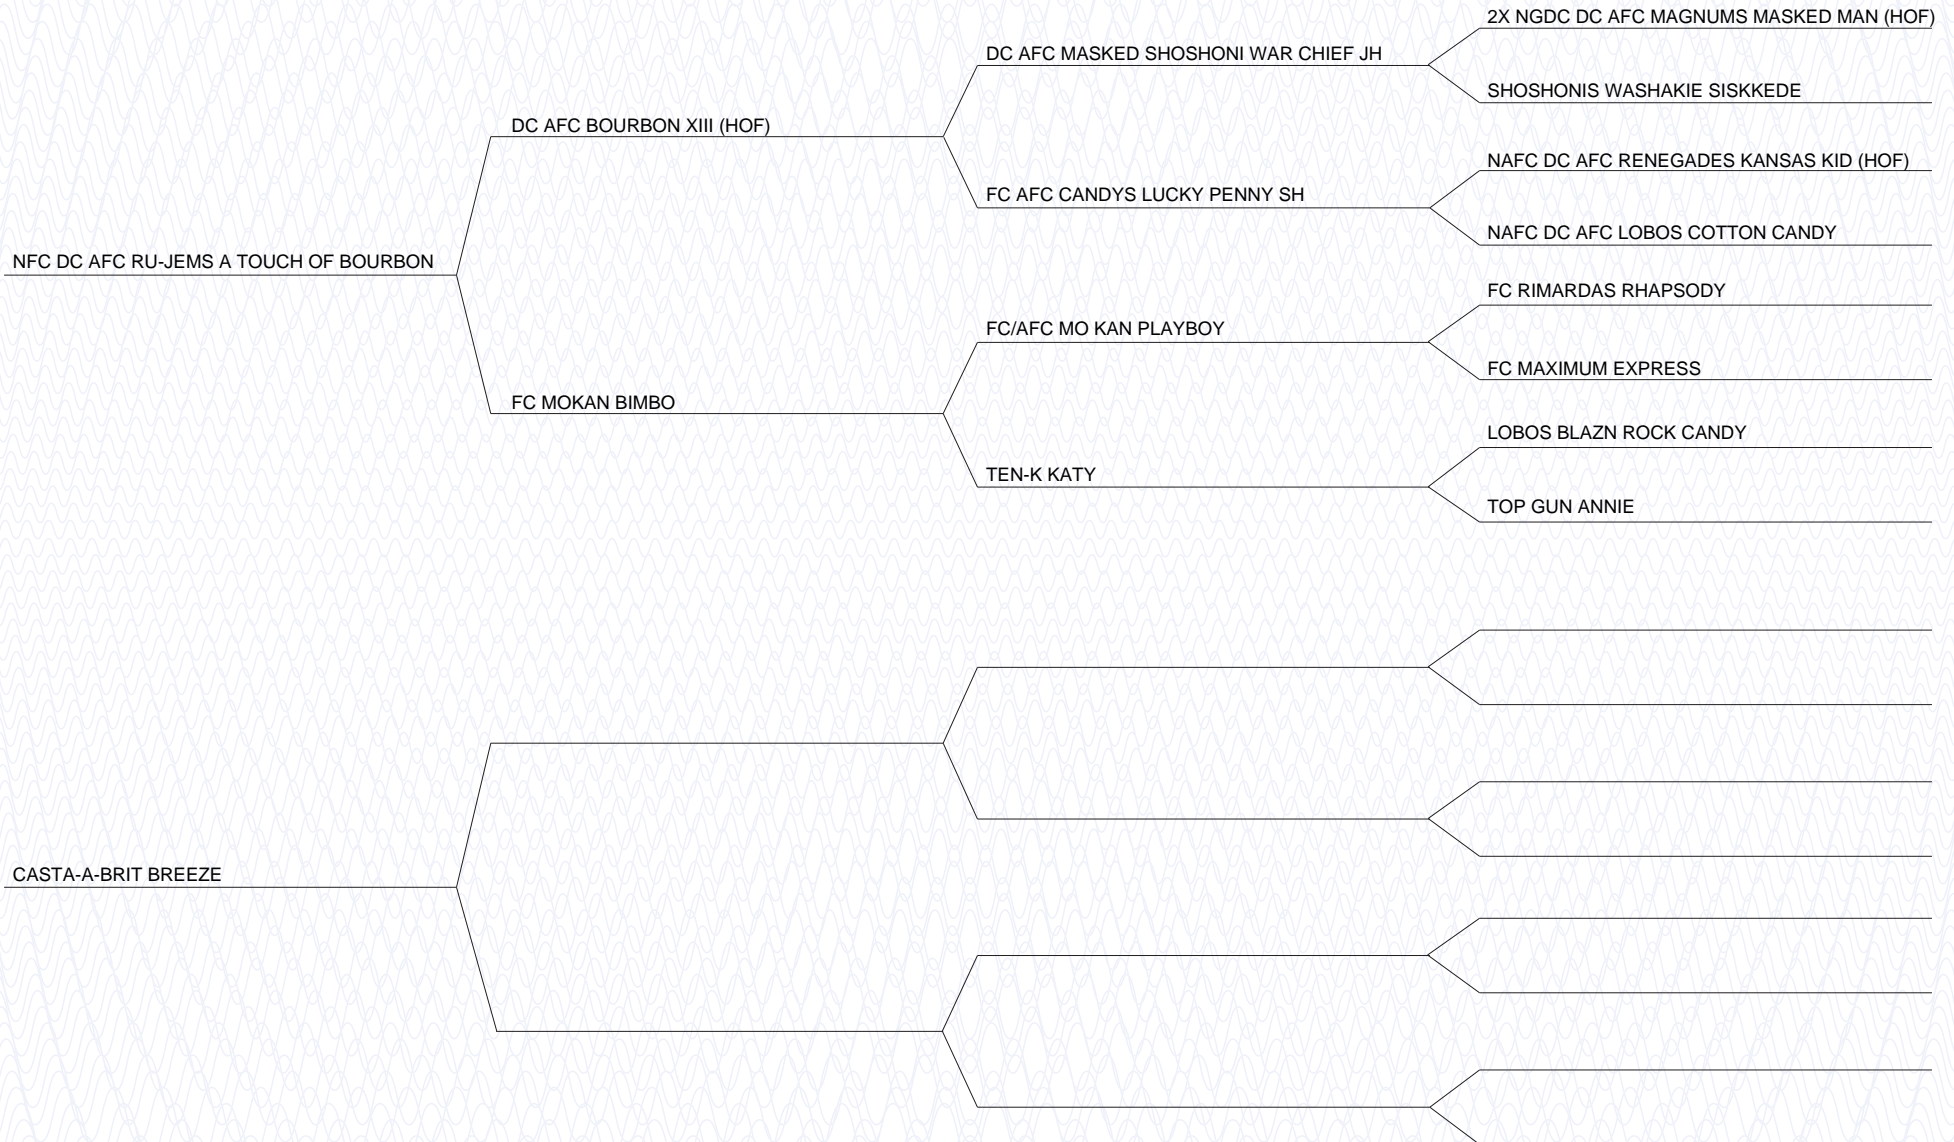 2X NGDC DC AFC MAGNUMS MASKED MAN (HOF)
DC AFC MASKED SHOSHONI WAR CHIEF JH
SHOSHONIS WASHAKIE SISKKEDE
DC AFC BOURBON XIII (HOF)
NAFC DC AFC RENEGADES KANSAS KID (HOF)
FC AFC CANDYS LUCKY PENNY SH
NAFC DC AFC LOBOS COTTON CANDY
NFC DC AFC RU-JEMS A TOUCH OF BOURBON
FC RIMARDAS RHAPSODY
FC/AFC MO KAN PLAYBOY
FC MAXIMUM EXPRESS
FC MOKAN BIMBO
LOBOS BLAZN ROCK CANDY
TEN-K KATY
TOP GUN ANNIE
CASTA-A-BRIT BREEZE